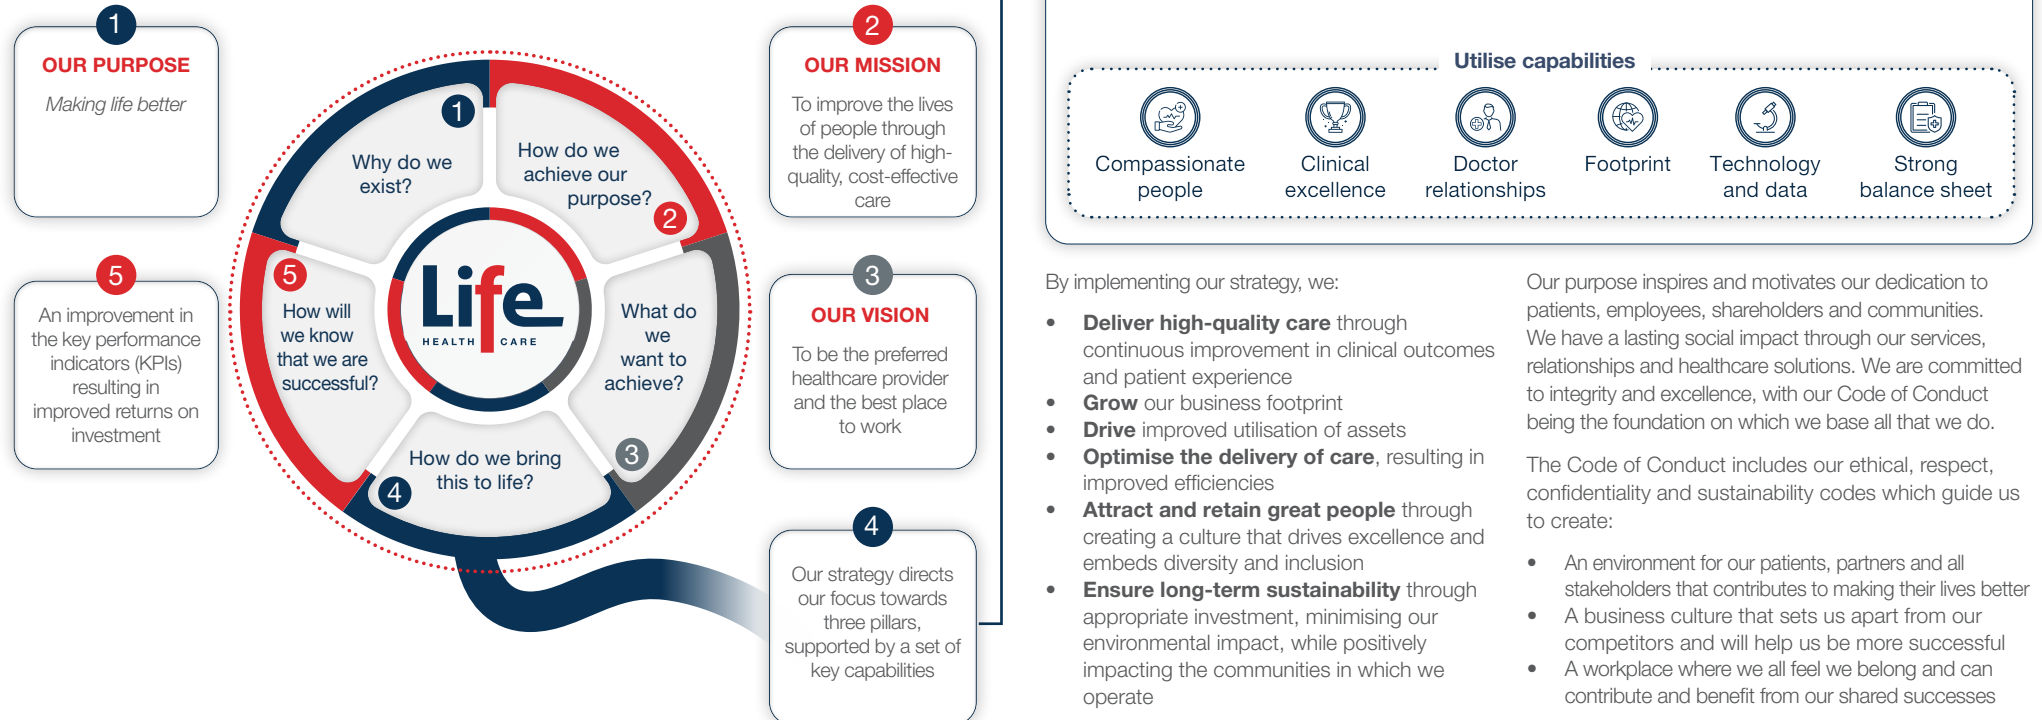 1
OUR PURPOSE
Making life better
5
An improvement in
the key performance
indicators (KPIs)
resulting in
improved returns on
investment
1
Why do we
exist?
How do we
achieve our
purpose?
2
5
How will
we know
that we are
successful?
Life
HEALTH CARE
What do
we
want to
achieve?
3
How do we bring
this to life?
4
2
OUR MISSION
To improve the lives
of people through
the delivery of high-
quality, cost-effective
care
3
OUR VISION
To be the preferred
healthcare provider
and the best place
to work
4
Our strategy directs
our focus towards
three pillars,
supported by a set of
key capabilities
Utilise capabilities
Compassionate
people
Clinical
excellence
Doctor
relationships
Footprint
Technology
and data
Strong
balance sheet
By implementing our strategy, we:
• Deliver high-quality care through
continuous improvement in clinical outcomes
and patient experience
• Grow our business footprint
• Drive improved utilisation of assets
• Optimise the delivery of care, resulting in
improved efficiencies
• Attract and retain great people through
creating a culture that drives excellence and
embeds diversity and inclusion
• Ensure long-term sustainability through
appropriate investment, minimising our
environmental impact, while positively
impacting the communities in which we
operate
Our purpose inspires and motivates our dedication to
patients, employees, shareholders and communities.
We have a lasting social impact through our services,
relationships and healthcare solutions. We are committed
to integrity and excellence, with our Code of Conduct
being the foundation on which we base all that we do.
The Code of Conduct includes our ethical, respect,
confidentiality and sustainability codes which guide us
to create:
• An environment for our patients, partners and all
stakeholders that contributes to making their lives better
• A business culture that sets us apart from our
competitors and will help us be more successful
• A workplace where we all feel we belong and can
contribute and benefit from our shared successes